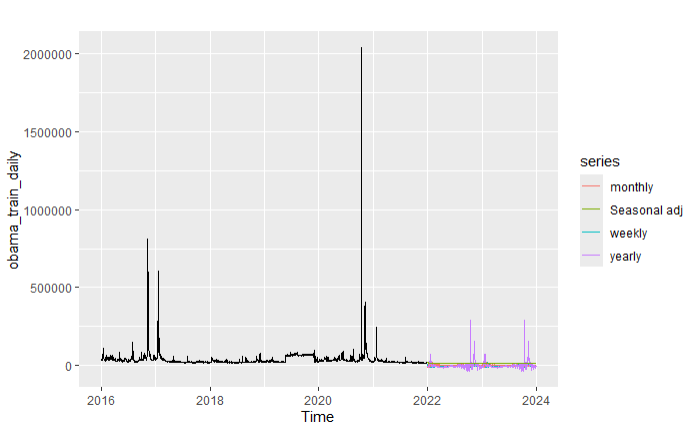 obama_train_daily
2000000
1500000
1000000
500000
0
2016
2018
2020
2022
2024
Time
series
monthly
Seasonal adj
weekly
yearly